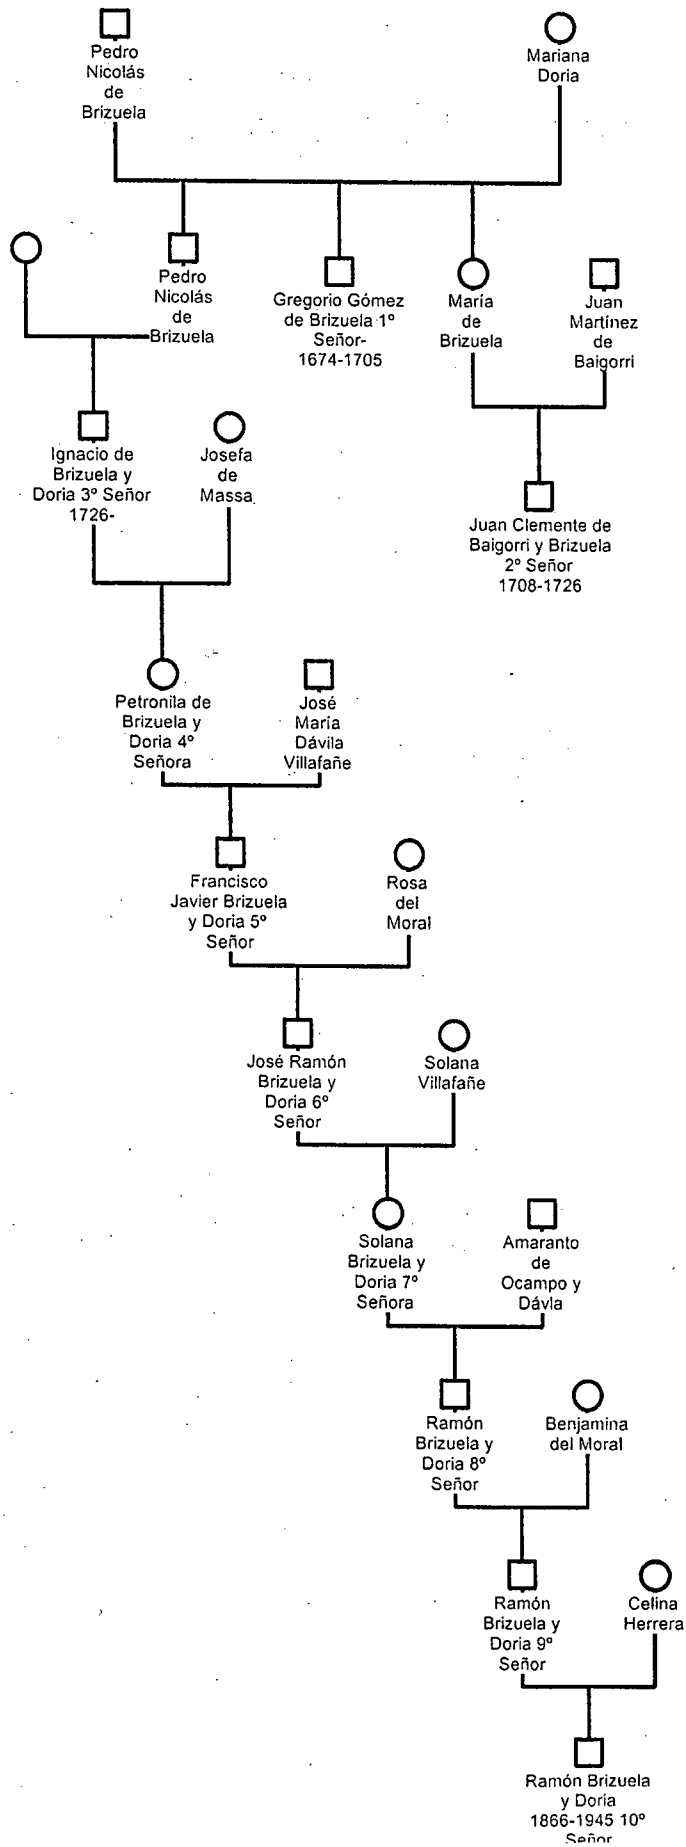 Pedro
Nicolás
de
Brizuela
Mariana
Doria
Pedro
Nicolás
de
Brizuela
Gregorio Gómez
de Brizuela 1º
Señor-
1674-1705
María
de
Brizuela
Juan
Martínez
de
Baigorri
Ignacio de
Brizuela y
Doria 3º Señor
1726-
Josefa
de
Massa
Juan Clemente de
Baigorri y Brizuela
2º Señor
1708-1726
Petronila de
Brizuela y
Doria 4º
Señora
José
María
Dávila
Villafañe
Francisco
Javier Brizuela
y Doria 5º
Señor
Rosa
del
Moral
José Ramón
Brizuela y
Doria 6º
Señor
Solana
Villafañe
Solana
Brizuela y
Doria 7º
Señora
Amaranto
de
Ocampo y
Dávla
Ramón
Brizuela y
Doria 8º
Señor
Benjamina
del Moral
Ramón
Brizuela y
Doria 9º
Señor
Celina
Herrera
Ramón Brizuela
y Doria
1866-1945 10º
Señor